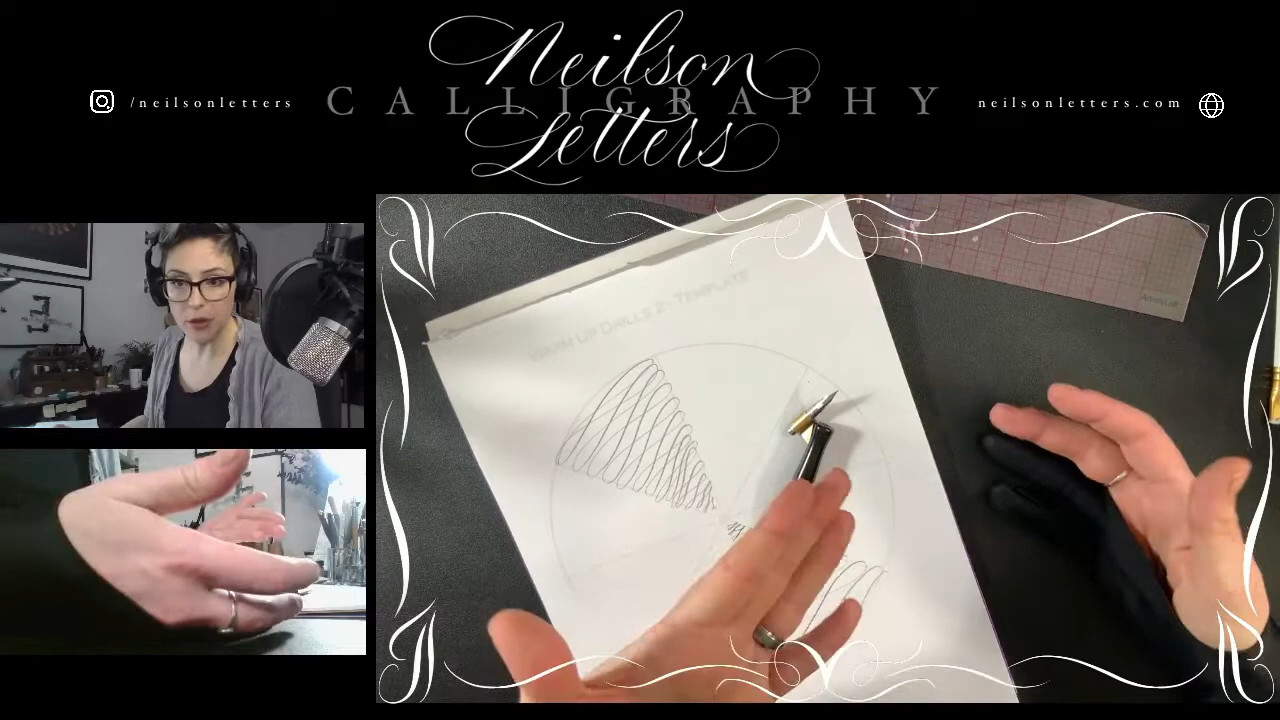 Neilson
CALLIGRAPHY
Letters
/neilsonletters
neilsonletters.com
WARM UP DRILLS 2 - TEMPLATE